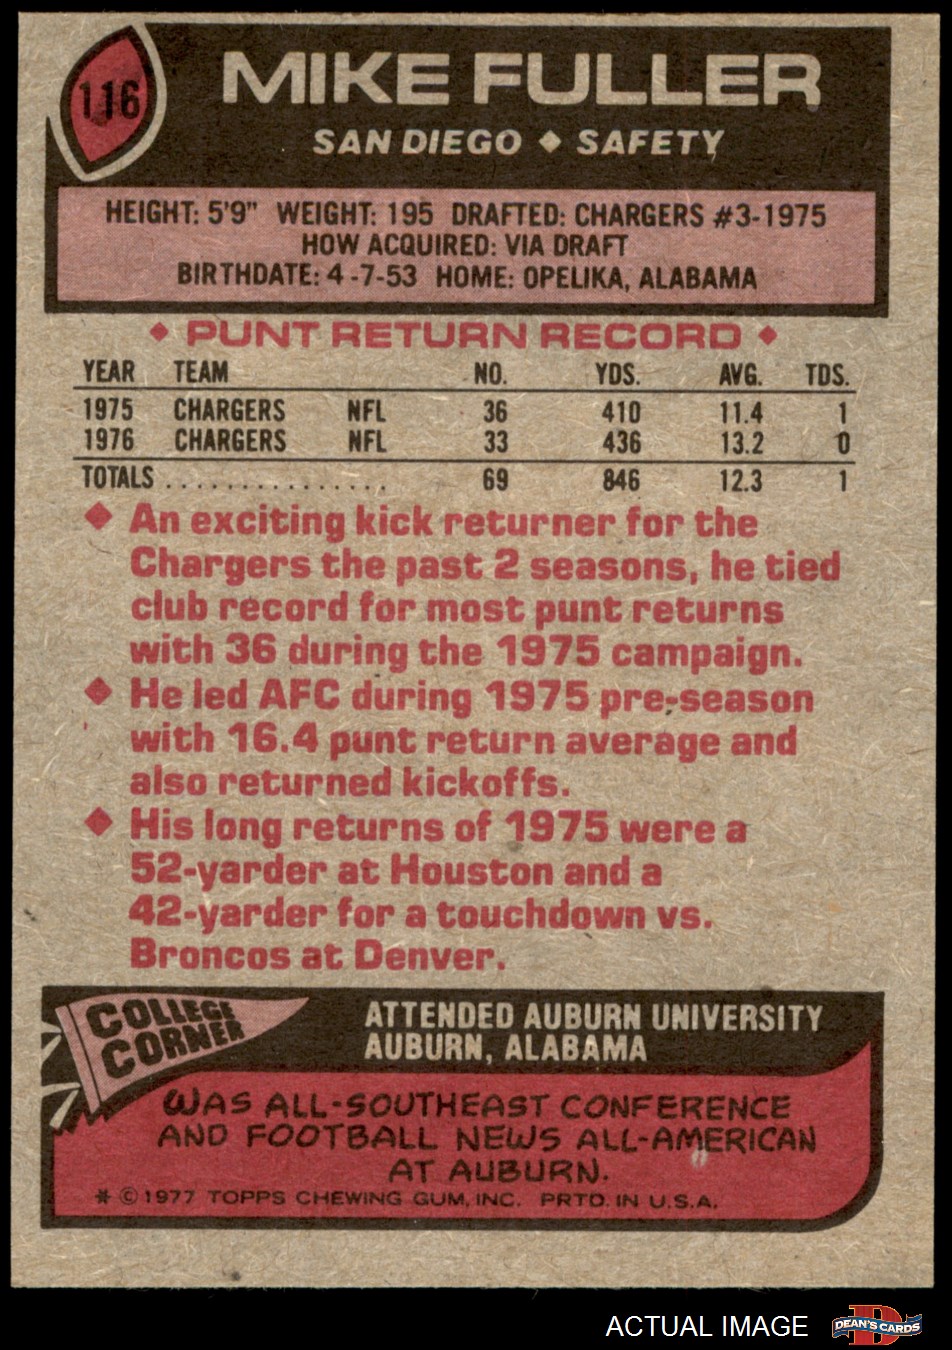 116
MIKE FULLER
SAN DIEGO ◆ SAFETY
HEIGHT: 5'9" WEIGHT: 195 DRAFTED: CHARGERS #3-1975
HOW ACQUIRED: VIA DRAFT
BIRTHDATE: 4-7-53 HOME: OPELIKA, ALABAMA
◆ PUNT RETURN RECORD ◆
YEAR TEAM NO. YDS. AVG. TDS.
1975 CHARGERS NFL 36 410 11.4 1
1976 CHARGERS NFL 33 436 13.2 0
TOTALS ............... 69 846 12.3 1
◆ An exciting kick returner for the
Chargers the past 2 seasons, he tied
club record for most punt returns
with 36 during the 1975 campaign.
◆ He led AFC during 1975 pre-season
with 16.4 punt return average and
also returned kickoffs.
◆ His long returns of 1975 were a
52-yarder at Houston and a
42-yarder for a touchdown vs.
Broncos at Denver.
COLLEGE
CORNER
ATTENDED AUBURN UNIVERSITY
AUBURN, ALABAMA
WAS ALL-SOUTHEAST CONFERENCE
AND FOOTBALL NEWS ALL-AMERICAN
AT AUBURN.
* © 1977 TOPPS CHEWING GUM, INC. PRTD. IN U.S.A.
ACTUAL IMAGE
DEAN'S CARDS